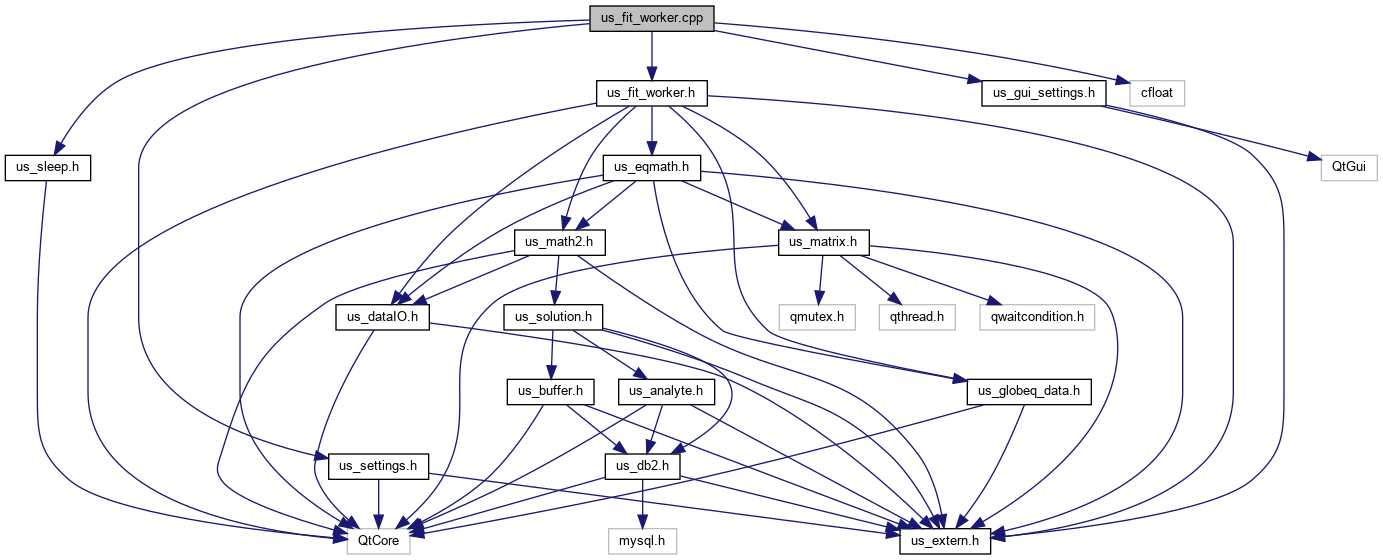 us_fit_worker.cpp
us_fit_worker.h
us_gui_settings.h
cfloat
us_sleep.h
us_eqmath.h
QtGui
us_math2.h
us_matrix.h
us_dataIO.h
us_solution.h
qmutex.h
qthread.h
qwaitcondition.h
us_buffer.h
us_analyte.h
us_globeq_data.h
us_settings.h
us_db2.h
QtCore
mysql.h
us_extern.h